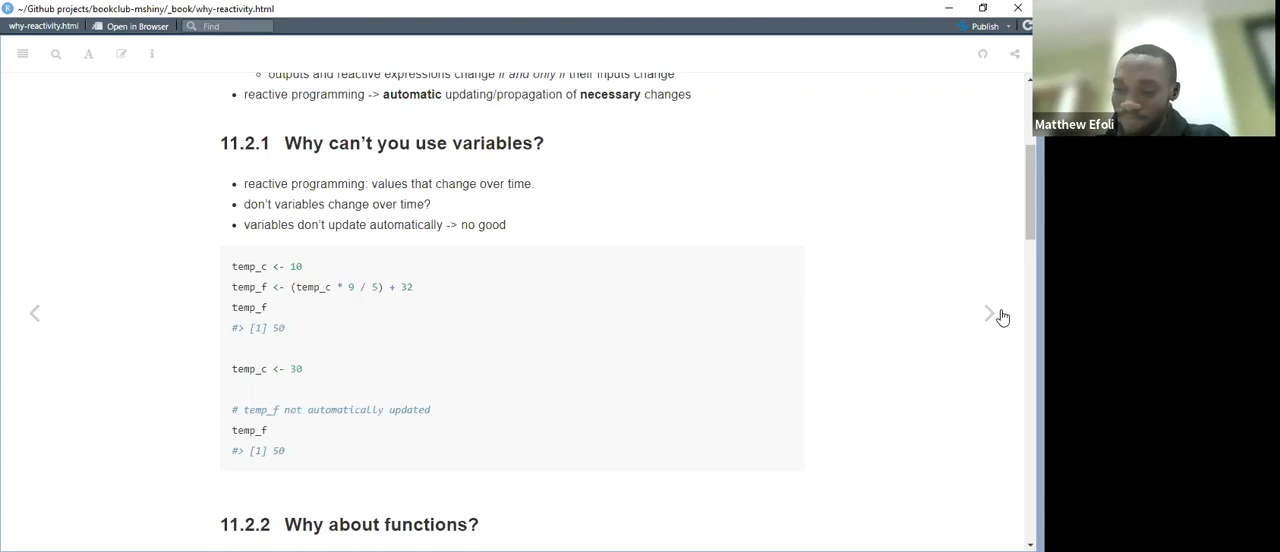 ~/Github projects/bookclub-mshiny/_book/why-reactivity.html
why-reactivity.html Open in Browser Find Publish
outputs and reactive expressions change if and only if their inputs change
reactive programming -> automatic updating/propagation of necessary changes
Matthew Efoli
11.2.1 Why can't you use variables?
reactive programming: values that change over time.
don't variables change over time?
variables don't update automatically -> no good
temp_c <- 10
temp_f <- (temp_c * 9 / 5) + 32
temp_f
#> [1] 50
temp_c <- 30
# temp_f not automatically updated
temp_f
#> [1] 50
11.2.2 Why about functions?